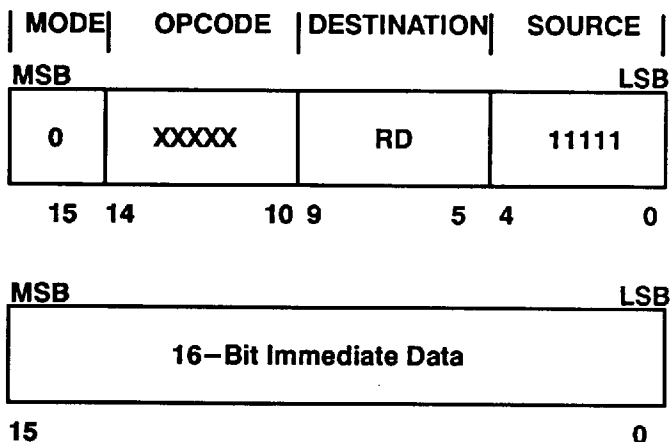 | MODE| OPCODE |DESTINATION| SOURCE |
MSB LSB
0 XXXXX RD 11111
15 14 10 9 5 4 0
MSB LSB
16-Bit Immediate Data
15 0